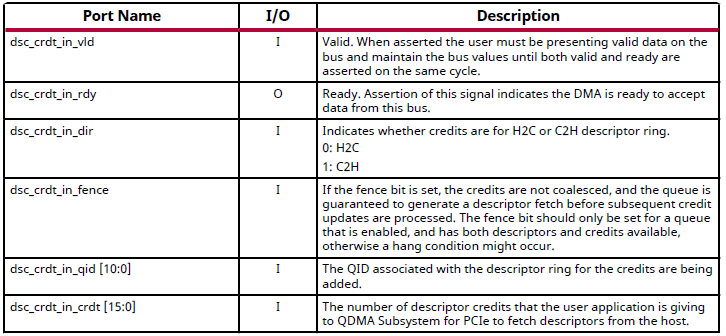 Port Name I/O Description
dsc_crdt_in_vld I Valid. When asserted the user must be presenting valid data on the
bus and maintain the bus values until both valid and ready are
asserted on the same cycle.
dsc_crdt_in_rdy O Ready. Assertion of this signal indicates the DMA is ready to accept
data from this bus.
dsc_crdt_in_dir I Indicates whether credits are for H2C or C2H descriptor ring.
0: H2C
1: C2H
dsc_crdt_in_fence I If the fence bit is set, the credits are not coalesced, and the queue is
guaranteed to generate a descriptor fetch before subsequent credit
updates are processed. The fence bit should only be set for a queue
that is enabled, and has both descriptors and credits available,
otherwise a hang condition might occur.
dsc_crdt_in_qid [10:0] I The QID associated with the descriptor ring for the credits are being
added.
dsc_crdt_in_crdt [15:0] I The number of descriptor credits that the user application is giving
to QDMA Subsystem for PCIe to fetch descriptors from the host.